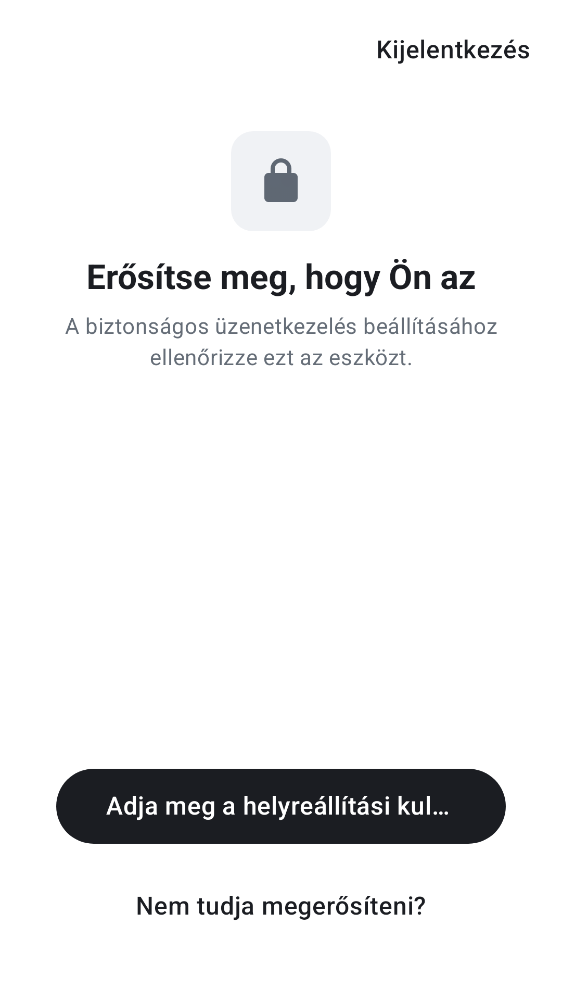 Kijelentkezés
Erősítse meg, hogy Ön az
A biztonságos üzenetkezelés beállításához
ellenőrizze ezt az eszközt.
Adja meg a helyreállítási kul…
Nem tudja megerősíteni?